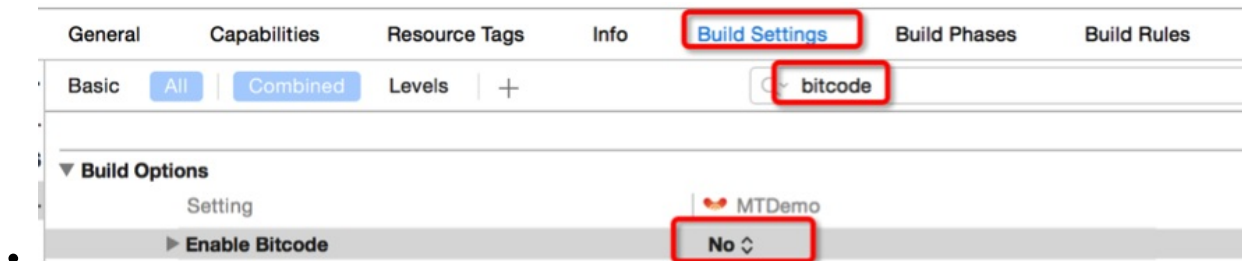 General Capabilities Resource Tags Info Build Settings Build Phases Build Rules
Basic All Combined Levels +
bitcode
Build Options
Setting MTDemo
Enable Bitcode No